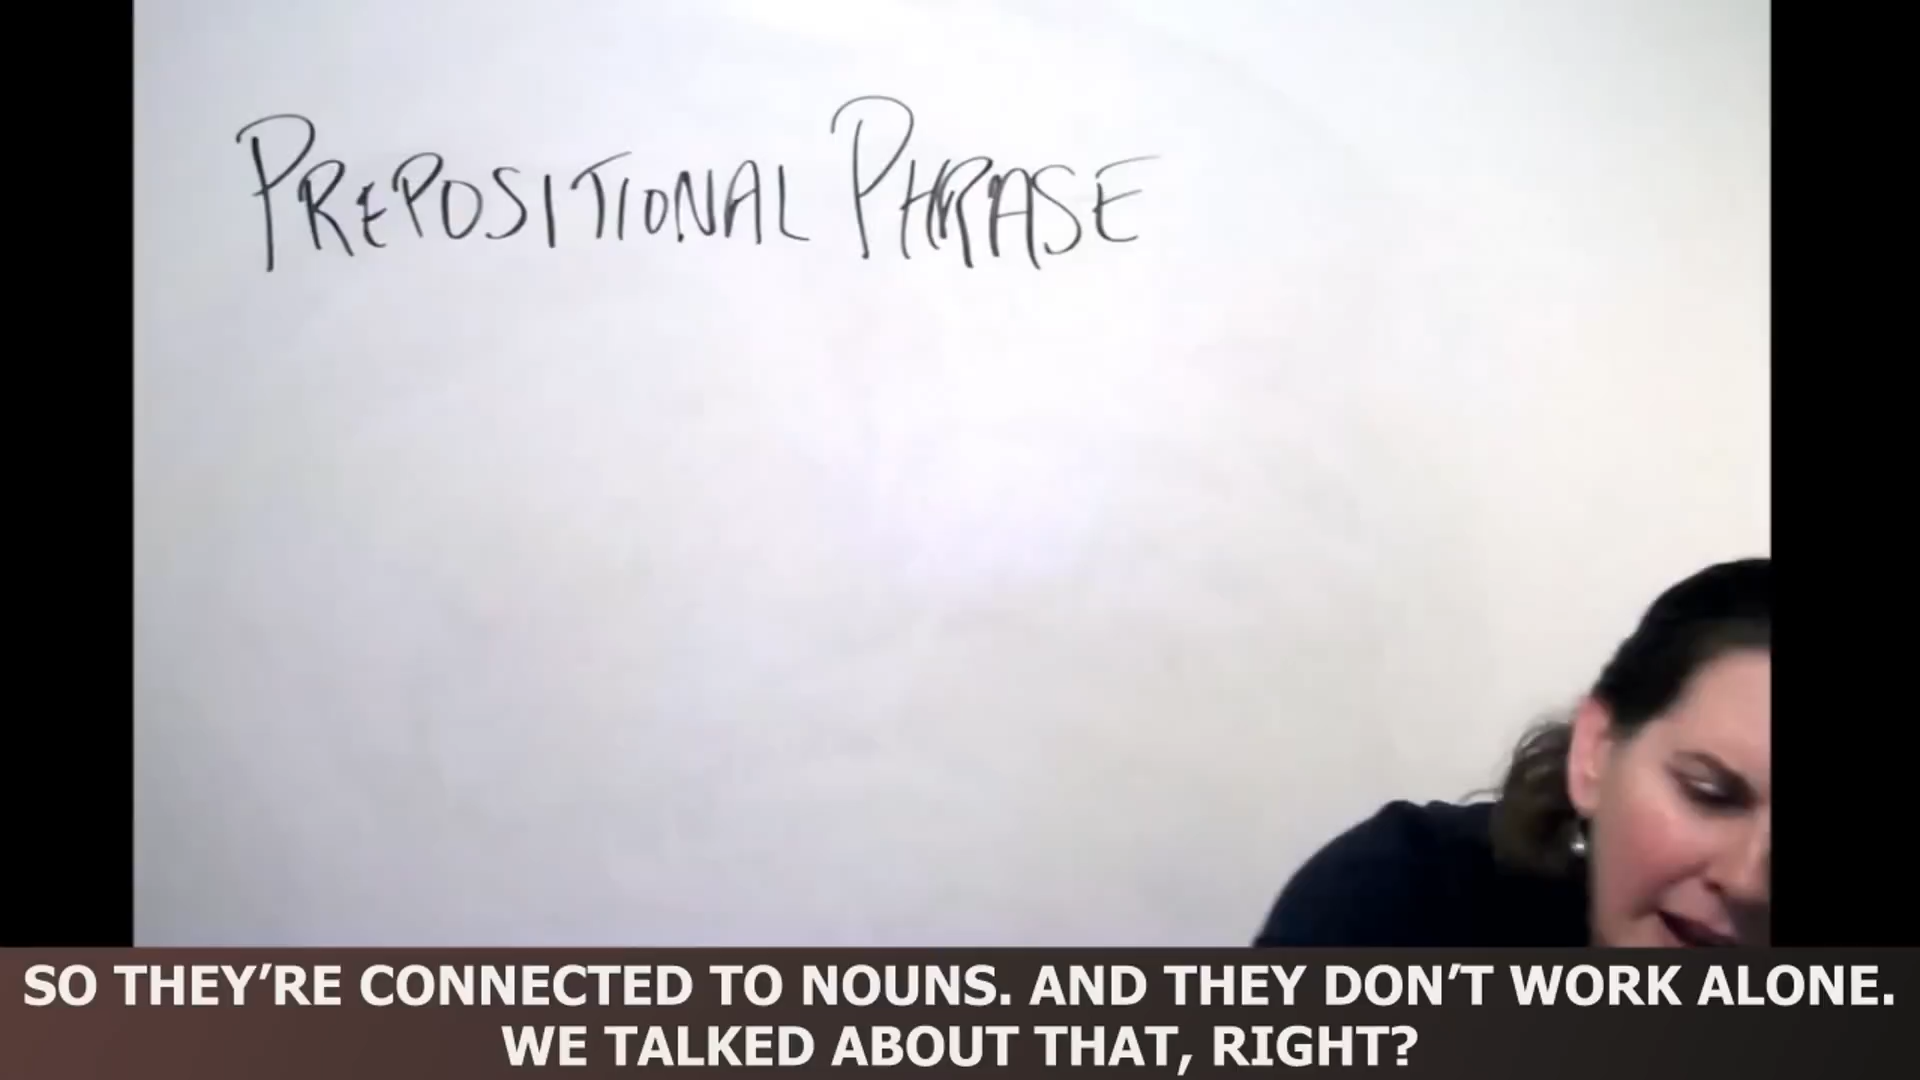 PREPOSITIONAL PHRASE
SO THEY’RE CONNECTED TO NOUNS. AND THEY DON’T WORK ALONE.
WE TALKED ABOUT THAT, RIGHT?